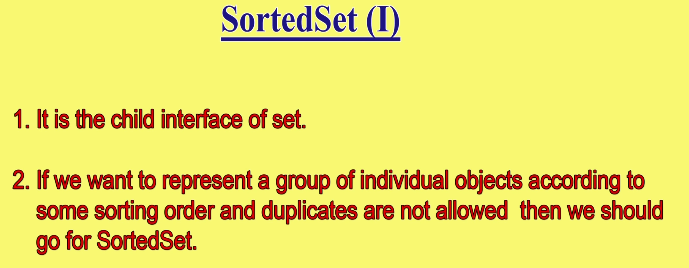 SortedSet (I)
1. It is the child interface of set.
2. If we want to represent a group of individual objects according to
some sorting order and duplicates are not allowed then we should
go for SortedSet.